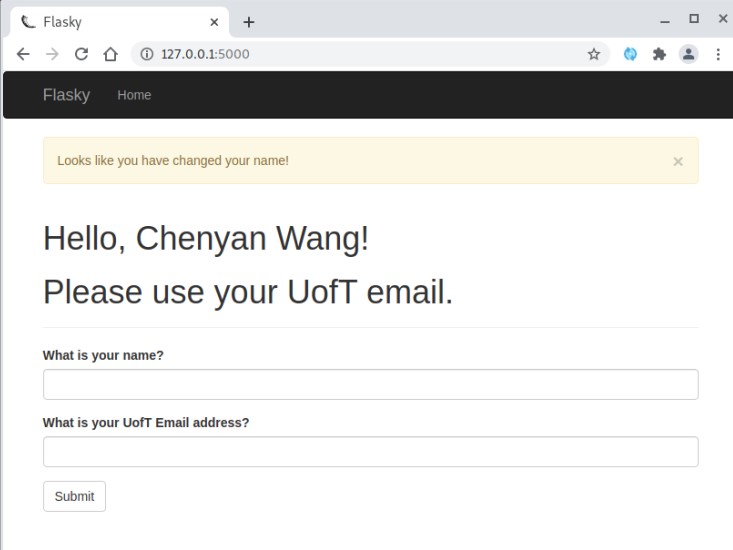 Flasky
127.0.0.1:5000
Flasky Home
Looks like you have changed your name! ×
Hello, Chenyan Wang!
Please use your UofT email.
What is your name?
What is your UofT Email address?
Submit